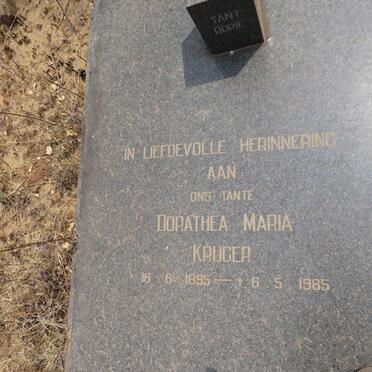 TANT
DORIE
IN LIEFDEVOLLE HERINNERING
AAN
ONS TANTE
DORATHEA MARIA
KRUGER
16 6 1895 — † 6 5 1985